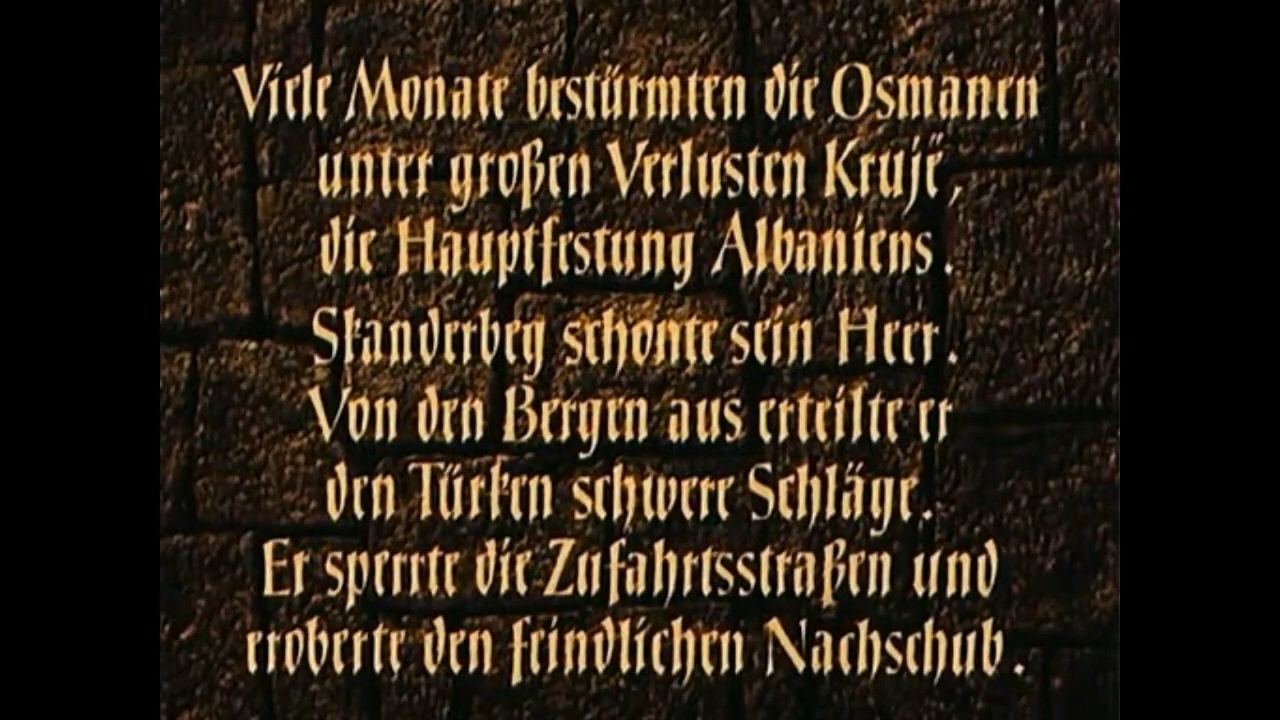 Viele Monate bestürmten die Osmanen
unter großen Verlusten Krujë,
die Hauptfestung Albaniens.
Skanderbeg schonte sein Heer.
Von den Bergen aus erteilte er
den Türken schwere Schläge.
Er sperrte die Zufahrtsstraßen und
eroberte den feindlichen Nachschub.